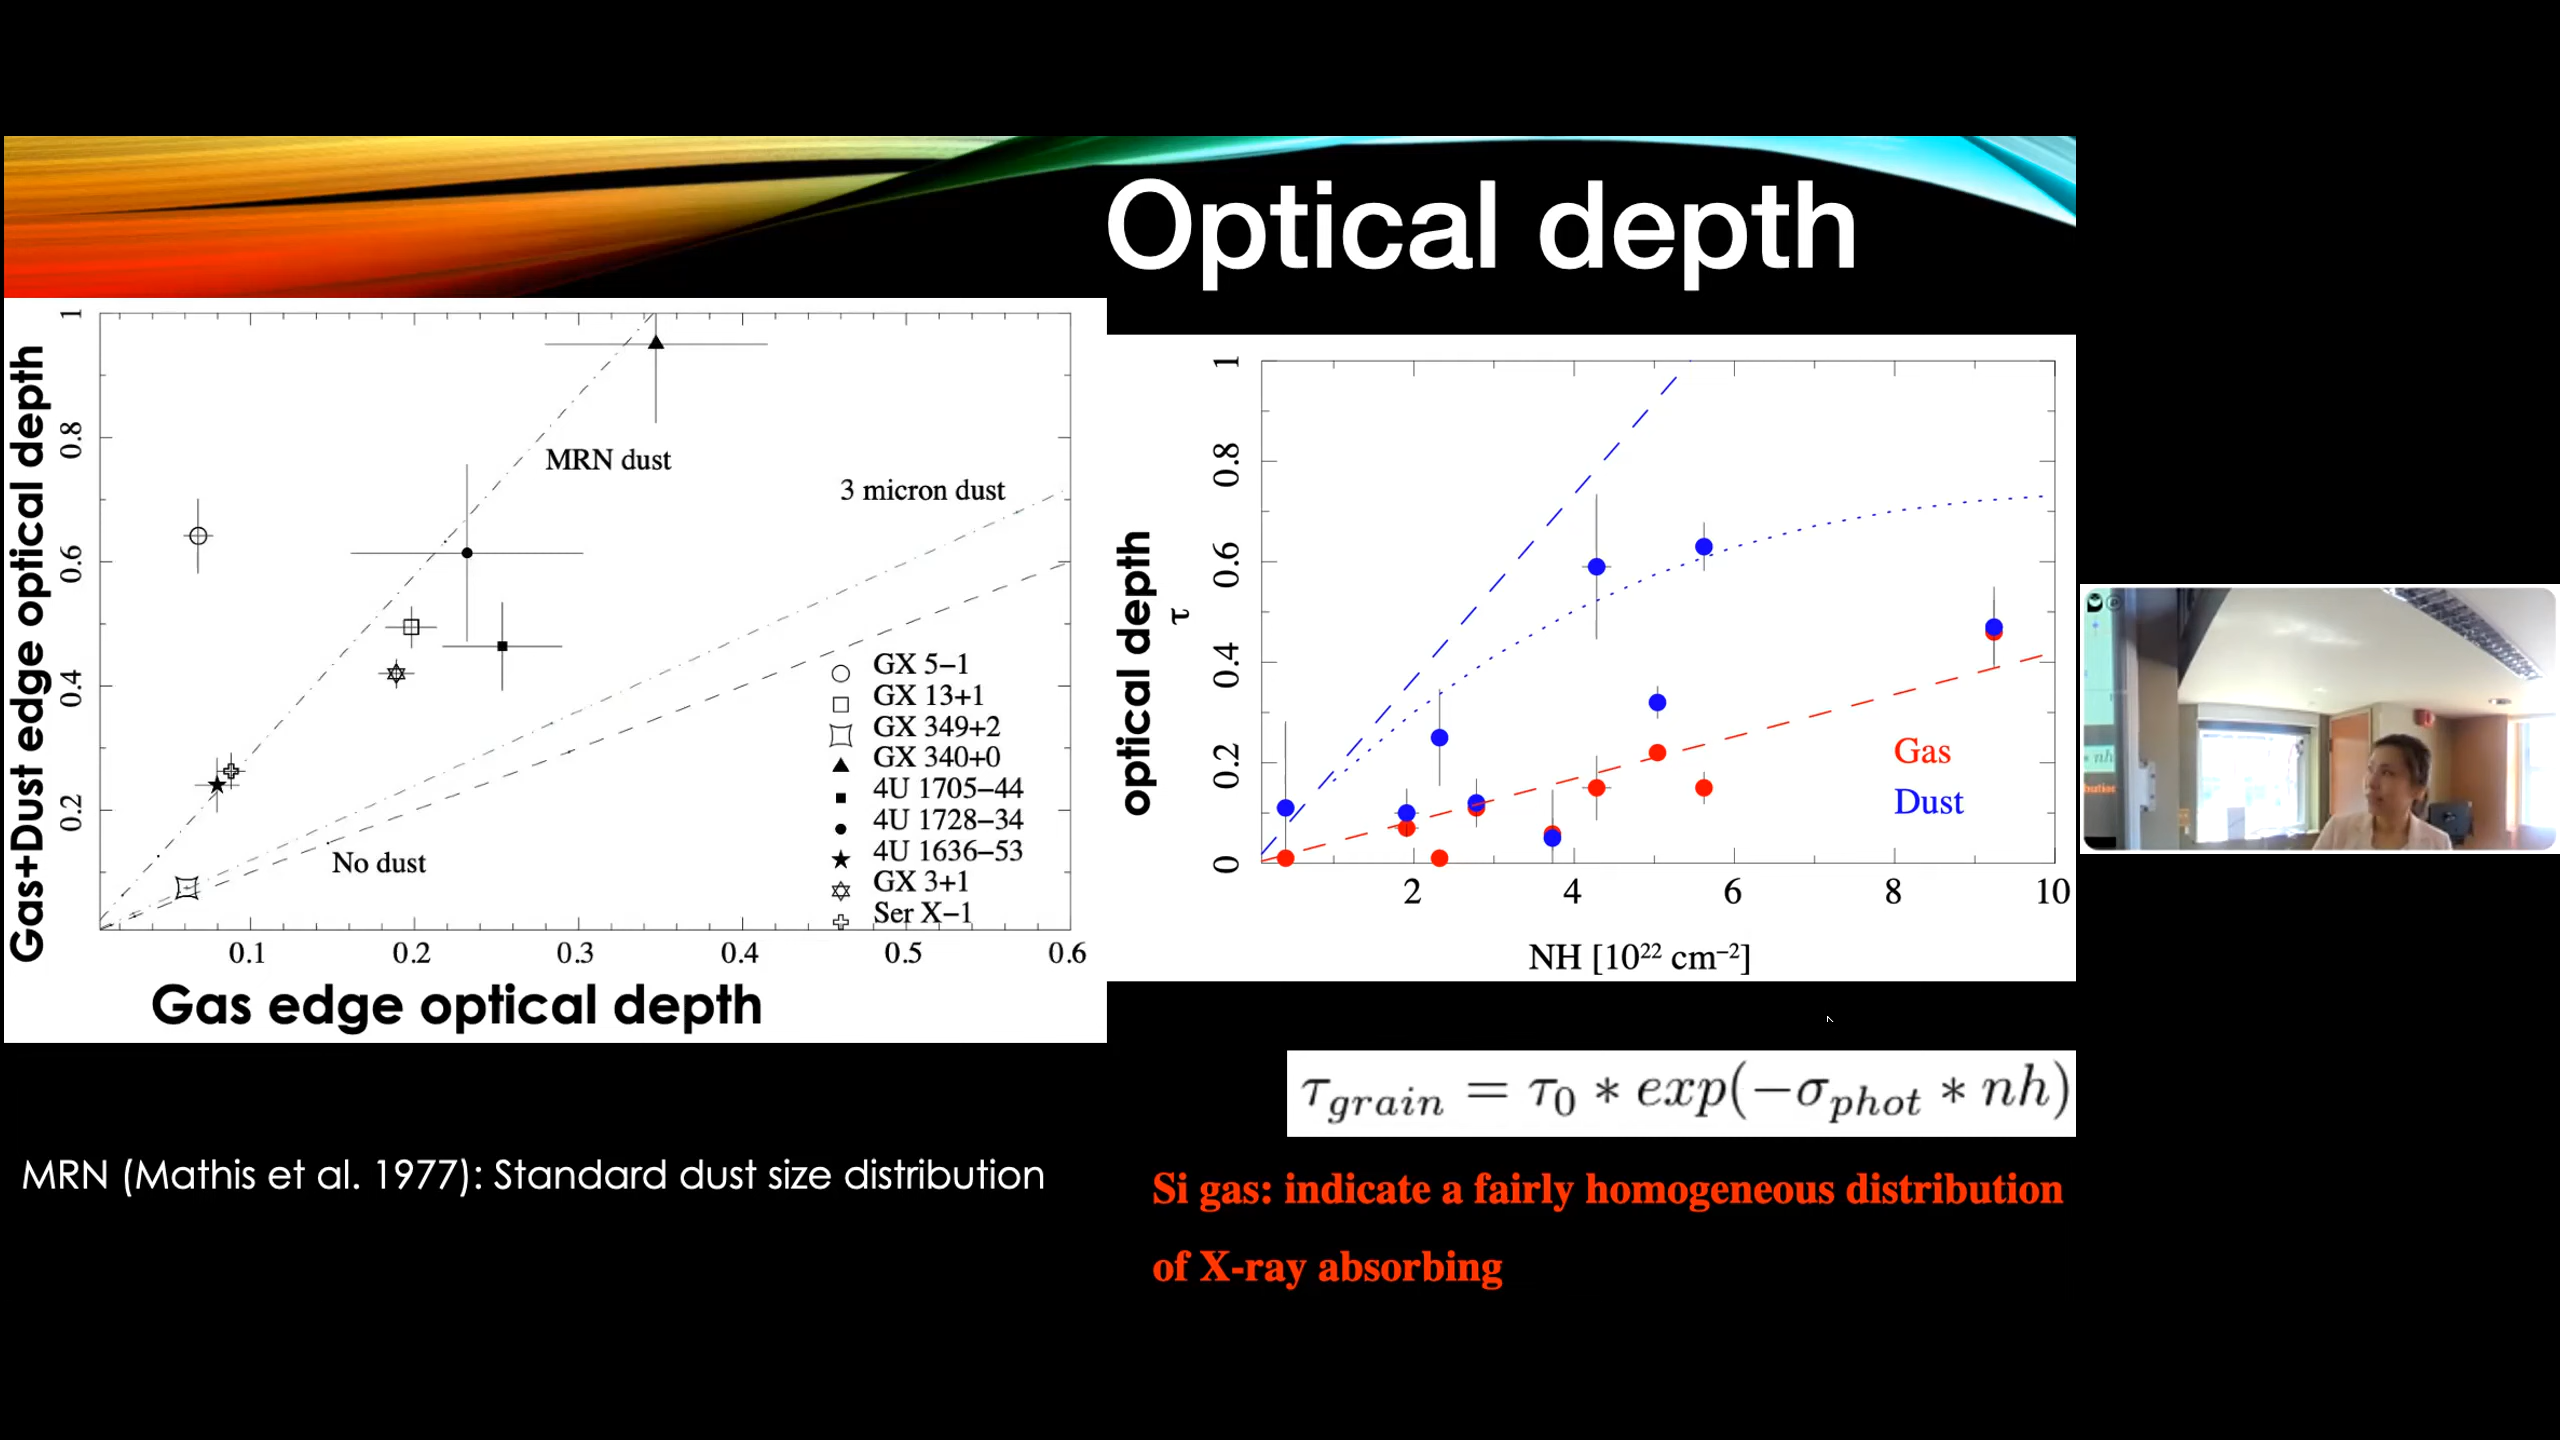 Optical depth
Gas+Dust edge optical depth
1
0.8
0.6
0.4
0.2
MRN dust
3 micron dust
No dust
GX 5−1
GX 13+1
GX 349+2
GX 340+0
4U 1705−44
4U 1728−34
4U 1636−53
GX 3+1
Ser X−1
0.1
0.2
0.3
0.4
0.5
0.6
Gas edge optical depth
MRN (Mathis et al. 1977): Standard dust size distribution
optical depth
τ
1
0.8
0.6
0.4
0.2
0
Gas
Dust
2
4
6
8
10
NH [10²² cm⁻²]
τ_grain = τ_0 * exp(−σ_phot * nh)
Si gas: indicate a fairly homogeneous distribution
of X-ray absorbing